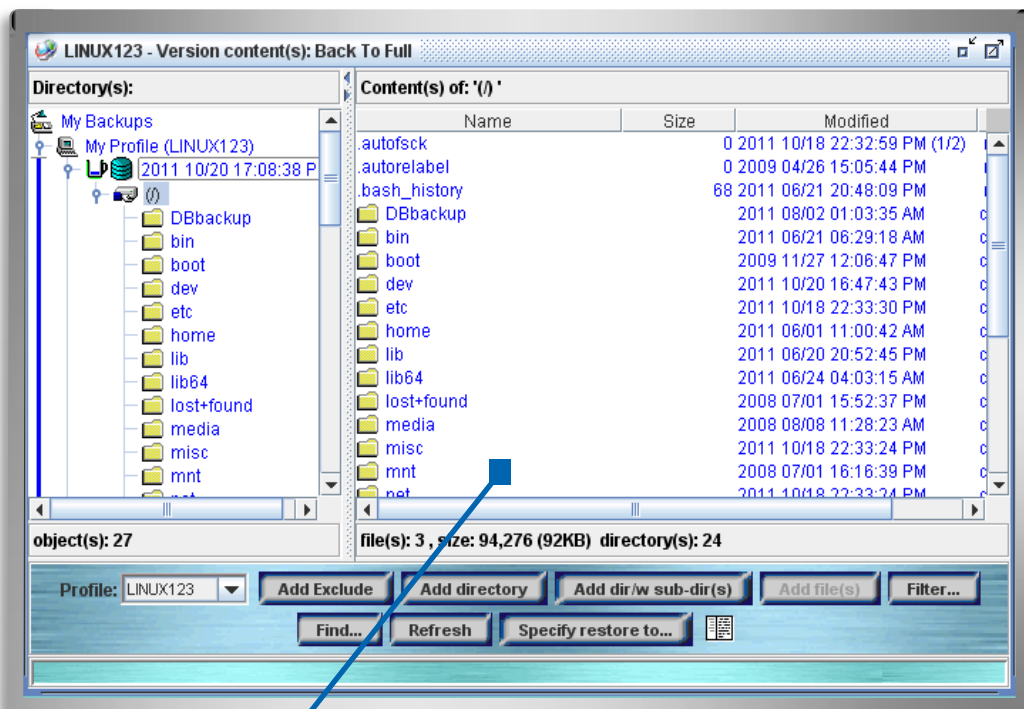 LINUX123 - Version content(s): Back To Full
Directory(s):
My Backups
My Profile (LINUX123)
2011 10/20 17:08:38 P
(/)
DBbackup
bin
boot
dev
etc
home
lib
lib64
lost+found
media
misc
mnt
object(s): 27
Content(s) of: '(/) '
Name Size Modified
.autofsck 0 2011 10/18 22:32:59 PM (1/2)
.autorelabel 0 2009 04/26 15:05:44 PM
.bash_history 68 2011 06/21 20:48:09 PM
DBbackup 2011 08/02 01:03:35 AM
bin 2011 06/21 06:29:18 AM
boot 2009 11/27 12:06:47 PM
dev 2011 10/20 16:47:43 PM
etc 2011 10/18 22:33:30 PM
home 2011 06/01 11:00:42 AM
lib 2011 06/20 20:52:45 PM
lib64 2011 06/24 04:03:15 AM
lost+found 2008 07/01 15:52:37 PM
media 2008 08/08 11:28:23 AM
misc 2011 10/18 22:33:24 PM
mnt 2008 07/01 16:16:39 PM
net 2011 10/18 22:33:24 PM
file(s): 3 , size: 94,276 (92KB) directory(s): 24
Profile: LINUX123 Add Exclude Add directory Add dir/w sub-dir(s) Add file(s) Filter...
Find... Refresh Specify restore to...